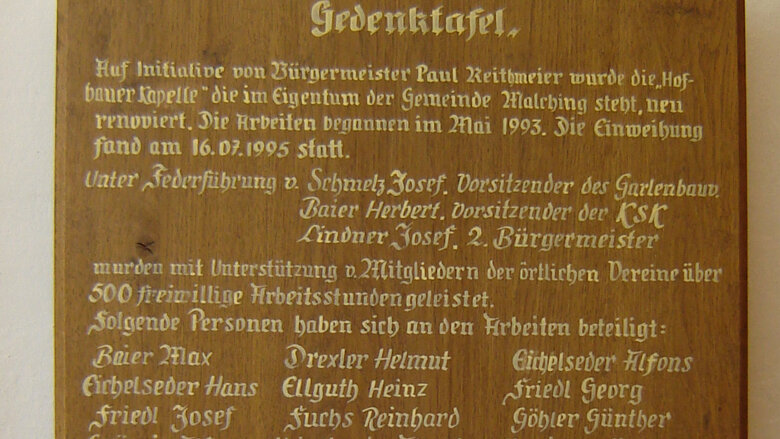 Gedenktafel.
Auf Initiative von Bürgermeister Paul Reithmeier wurde die „Hof-
bauer Kapelle" die im Eigentum der Gemeinde Malching steht, neu
renoviert. Die Arbeiten begannen im Mai 1993. Die Einweihung
fand am 16.07.1995 statt.
Unter Federführung v. Schmelz Josef. Vorsitzender des Gartenbauv.
Baier Herbert. Vorsitzender der KSK
Lindner Josef. 2. Bürgermeister
wurden mit Unterstützung v. Mitgliedern der örtlichen Vereine über
500 freiwillige Arbeitsstunden geleistet.
Folgende Personen haben sich an den Arbeiten beteiligt:
Baier Max Drexler Helmut Eichelseder Alfons
Eichelseder Hans Ellguth Heinz Friedl Georg
Friedl Josef Fuchs Reinhard Göhler Günther